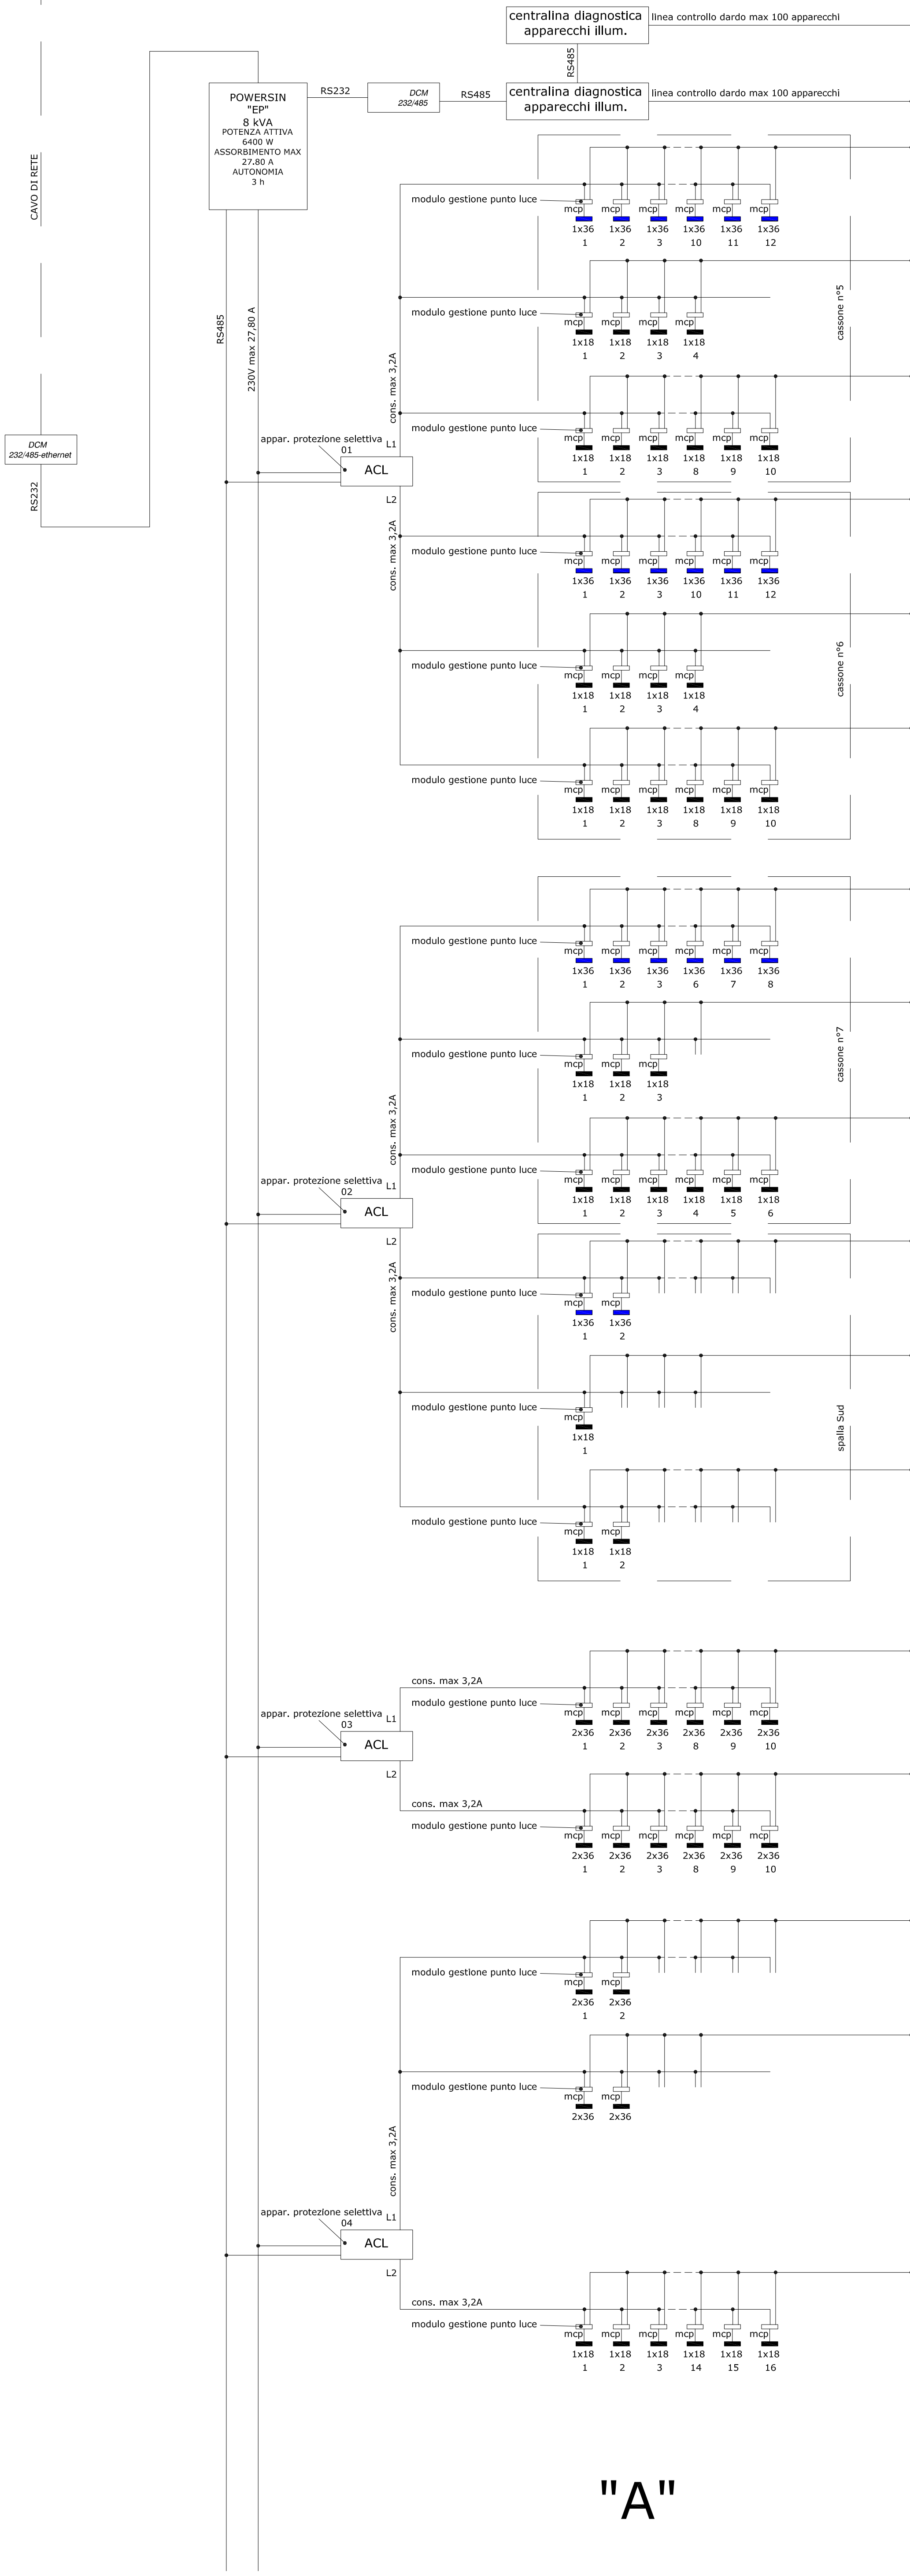 centralina diagnostica
apparecchi illum.
linea controllo dardo max 100 apparecchi
RS485
POWERSIN
"EP"
8 kVA
POTENZA ATTIVA
6400 W
ASSORBIMENTO MAX
27.80 A
AUTONOMIA
3 h
RS232
DCM
232/485
RS485
centralina diagnostica
apparecchi illum.
linea controllo dardo max 100 apparecchi
CAVO DI RETE
DCM
232/485-ethernet
RS232
RS485
230V max 27,80 A
modulo gestione punto luce
mcp mcp mcp mcp mcp mcp
1x36 1x36 1x36 1x36 1x36 1x36
1 2 3 10 11 12
modulo gestione punto luce
mcp mcp mcp mcp
1x18 1x18 1x18 1x18
1 2 3 4
cassone n°5
cons. max 3,2A
modulo gestione punto luce
mcp mcp mcp mcp mcp mcp
1x18 1x18 1x18 1x18 1x18 1x18
1 2 3 8 9 10
appar. protezione selettiva
01
L1
ACL
L2
cons. max 3,2A
modulo gestione punto luce
mcp mcp mcp mcp mcp mcp
1x36 1x36 1x36 1x36 1x36 1x36
1 2 3 10 11 12
modulo gestione punto luce
mcp mcp mcp mcp
1x18 1x18 1x18 1x18
1 2 3 4
cassone n°6
modulo gestione punto luce
mcp mcp mcp mcp mcp mcp
1x18 1x18 1x18 1x18 1x18 1x18
1 2 3 8 9 10
modulo gestione punto luce
mcp mcp mcp mcp mcp mcp
1x36 1x36 1x36 1x36 1x36 1x36
1 2 3 6 7 8
modulo gestione punto luce
mcp mcp mcp
1x18 1x18 1x18
1 2 3
cassone n°7
cons. max 3,2A
modulo gestione punto luce
mcp mcp mcp mcp mcp mcp
1x18 1x18 1x18 1x18 1x18 1x18
1 2 3 4 5 6
appar. protezione selettiva
02
L1
ACL
L2
cons. max 3,2A
modulo gestione punto luce
mcp mcp
1x36 1x36
1 2
modulo gestione punto luce
mcp
1x18
1
spalla Sud
modulo gestione punto luce
mcp mcp
1x18 1x18
1 2
cons. max 3,2A
modulo gestione punto luce
mcp mcp mcp mcp mcp mcp
2x36 2x36 2x36 2x36 2x36 2x36
1 2 3 8 9 10
appar. protezione selettiva
03
L1
ACL
L2
cons. max 3,2A
modulo gestione punto luce
mcp mcp mcp mcp mcp mcp
2x36 2x36 2x36 2x36 2x36 2x36
1 2 3 8 9 10
modulo gestione punto luce
mcp mcp
2x36 2x36
1 2
modulo gestione punto luce
mcp mcp
2x36 2x36
cons. max 3,2A
appar. protezione selettiva
04
L1
ACL
L2
cons. max 3,2A
modulo gestione punto luce
mcp mcp mcp mcp mcp mcp
1x18 1x18 1x18 1x18 1x18 1x18
1 2 3 14 15 16
"A"